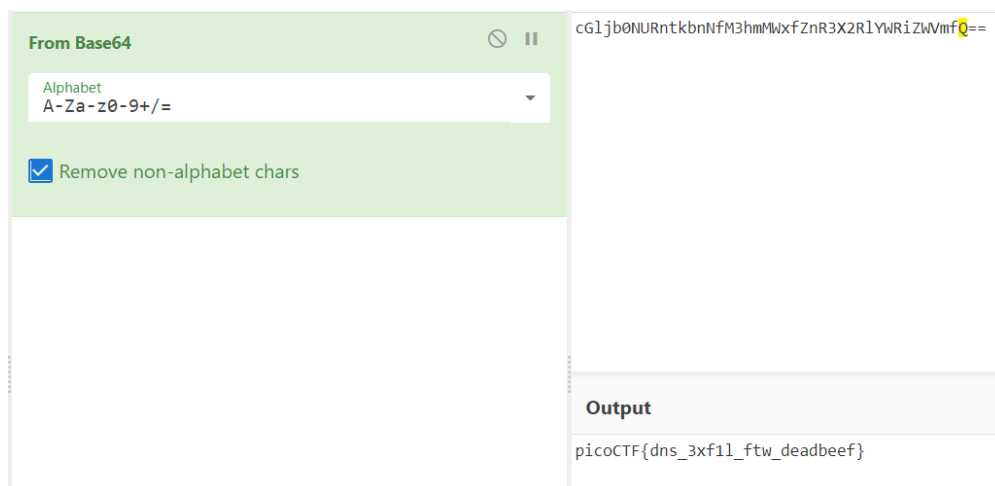 From Base64
Alphabet
A-Za-z0-9+/=
Remove non-alphabet chars
cGljb0NURntkbnNfM3hmMWxfZnR3X2RlYWRiZWVmfQ==
Output
picoCTF{dns_3xf1l_ftw_deadbeef}